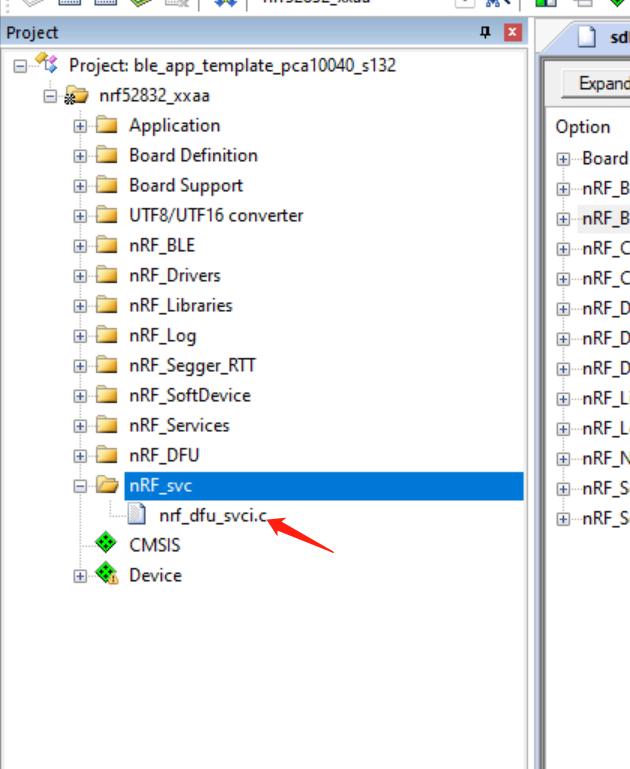 Project
Project: ble_app_template_pca10040_s132
nrf52832_xxaa
Application
Board Definition
Board Support
UTF8/UTF16 converter
nRF_BLE
nRF_Drivers
nRF_Libraries
nRF_Log
nRF_Segger_RTT
nRF_SoftDevice
nRF_Services
nRF_DFU
nRF_svc
nrf_dfu_svci.c
CMSIS
Device
sd
Expand
Option
Board
nRF_B
nRF_B
nRF_C
nRF_C
nRF_D
nRF_D
nRF_D
nRF_Li
nRF_L
nRF_N
nRF_S
nRF_S